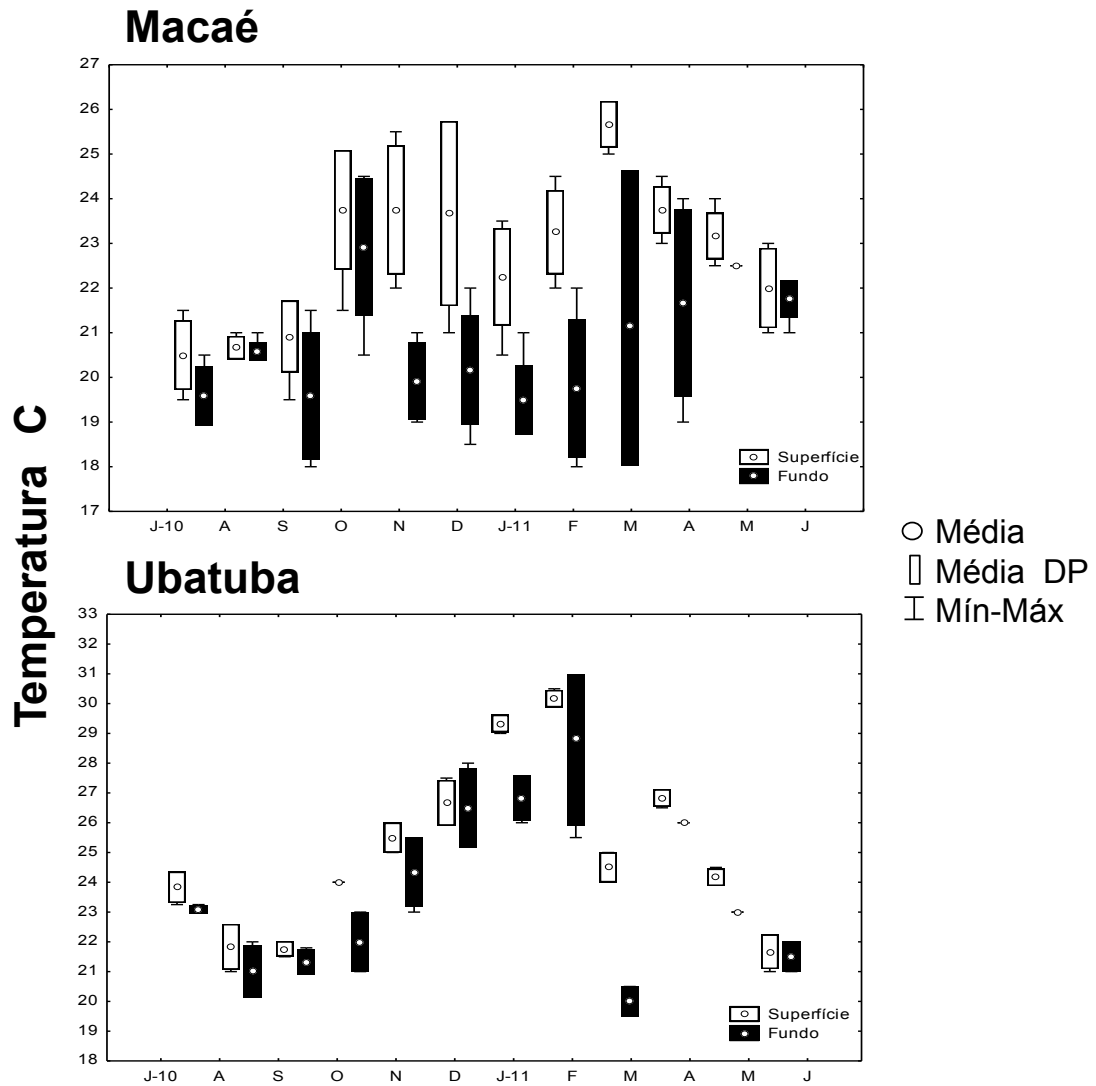 Macaé
27
26
25
24
23
22
21
20
19
18
17
Superfície
Fundo
J-10 A S O N D J-11 F M A M J
Temperatura C
Média
Média DP
Mín-Máx
Ubatuba
33
32
31
30
29
28
27
26
25
24
23
22
21
20
19
18
Superfície
Fundo
J-10 A S O N D J-11 F M A M J